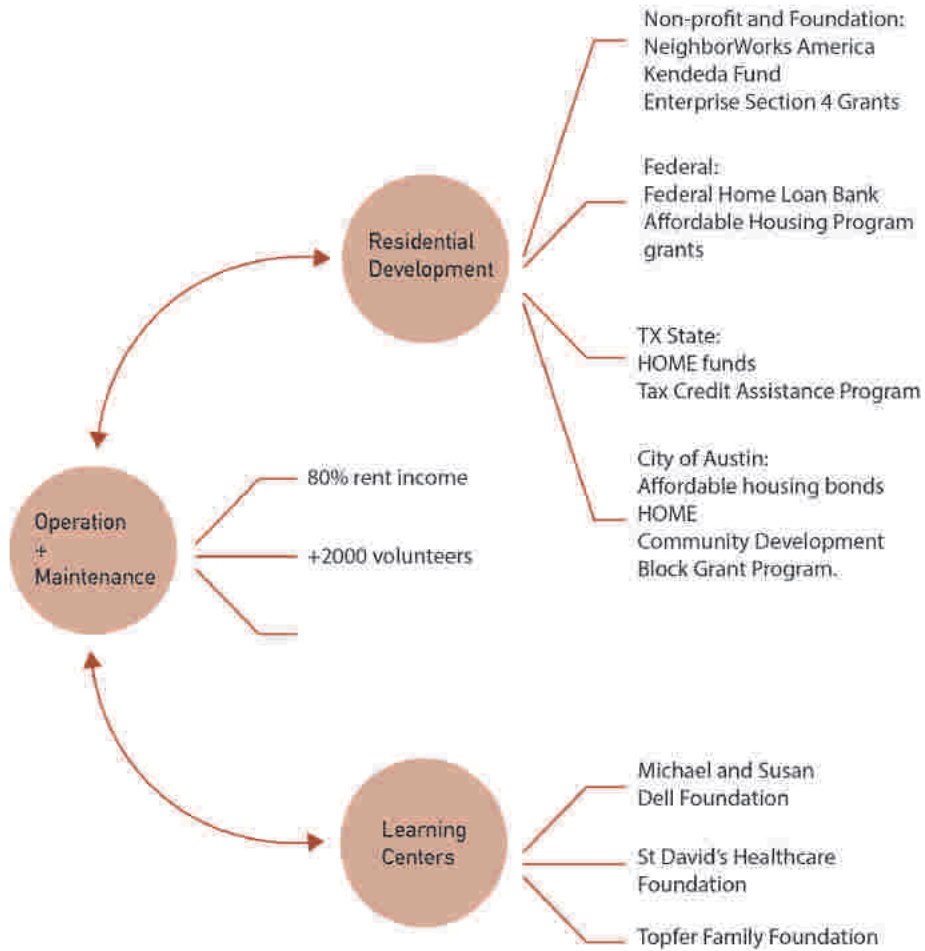 Non-profit and Foundation:
NeighborWorks America
Kendeda Fund
Enterprise Section 4 Grants
Federal:
Federal Home Loan Bank
Affordable Housing Program
grants
Residential
Development
TX State:
HOME funds
Tax Credit Assistance Program
City of Austin:
Affordable housing bonds
HOME
Community Development
Block Grant Program.
Operation
+
Maintenance
80% rent income
+2000 volunteers
Learning
Centers
Michael and Susan
Dell Foundation
St David's Healthcare
Foundation
Topfer Family Foundation